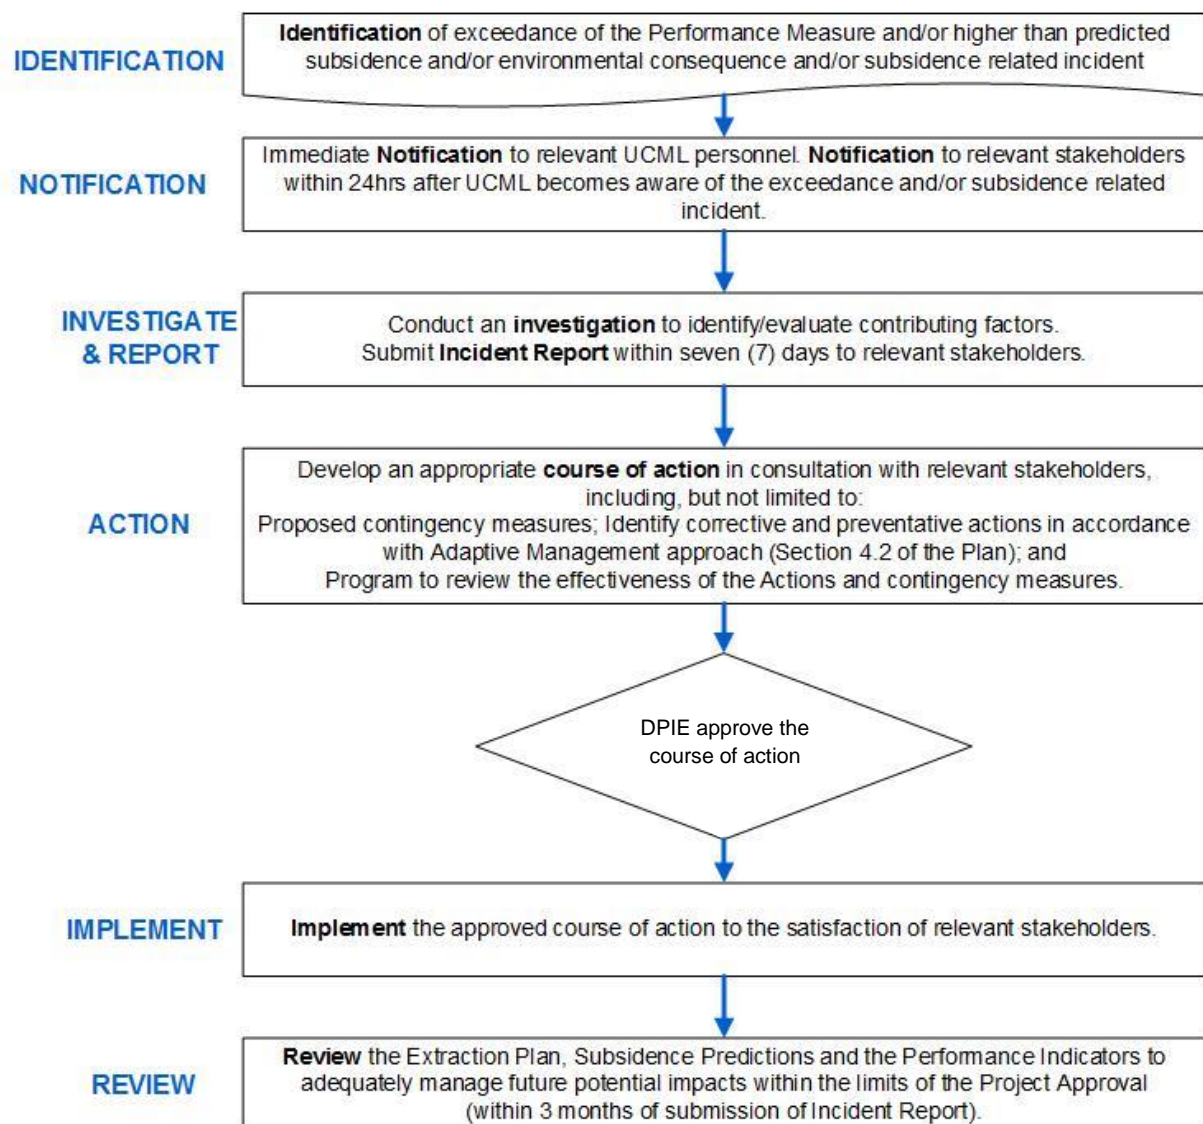 IDENTIFICATION
Identification of exceedance of the Performance Measure and/or higher than predicted
subsidence and/or environmental consequence and/or subsidence related incident
NOTIFICATION
Immediate Notification to relevant UCML personnel. Notification to relevant stakeholders
within 24hrs after UCML becomes aware of the exceedance and/or subsidence related
incident.
INVESTIGATE
& REPORT
Conduct an investigation to identify/evaluate contributing factors.
Submit Incident Report within seven (7) days to relevant stakeholders.
ACTION
Develop an appropriate course of action in consultation with relevant stakeholders,
including, but not limited to:
Proposed contingency measures; Identify corrective and preventative actions in accordance
with Adaptive Management approach (Section 4.2 of the Plan); and
Program to review the effectiveness of the Actions and contingency measures.
DPIE approve the
course of action
IMPLEMENT
Implement the approved course of action to the satisfaction of relevant stakeholders.
REVIEW
Review the Extraction Plan, Subsidence Predictions and the Performance Indicators to
adequately manage future potential impacts within the limits of the Project Approval
(within 3 months of submission of Incident Report).